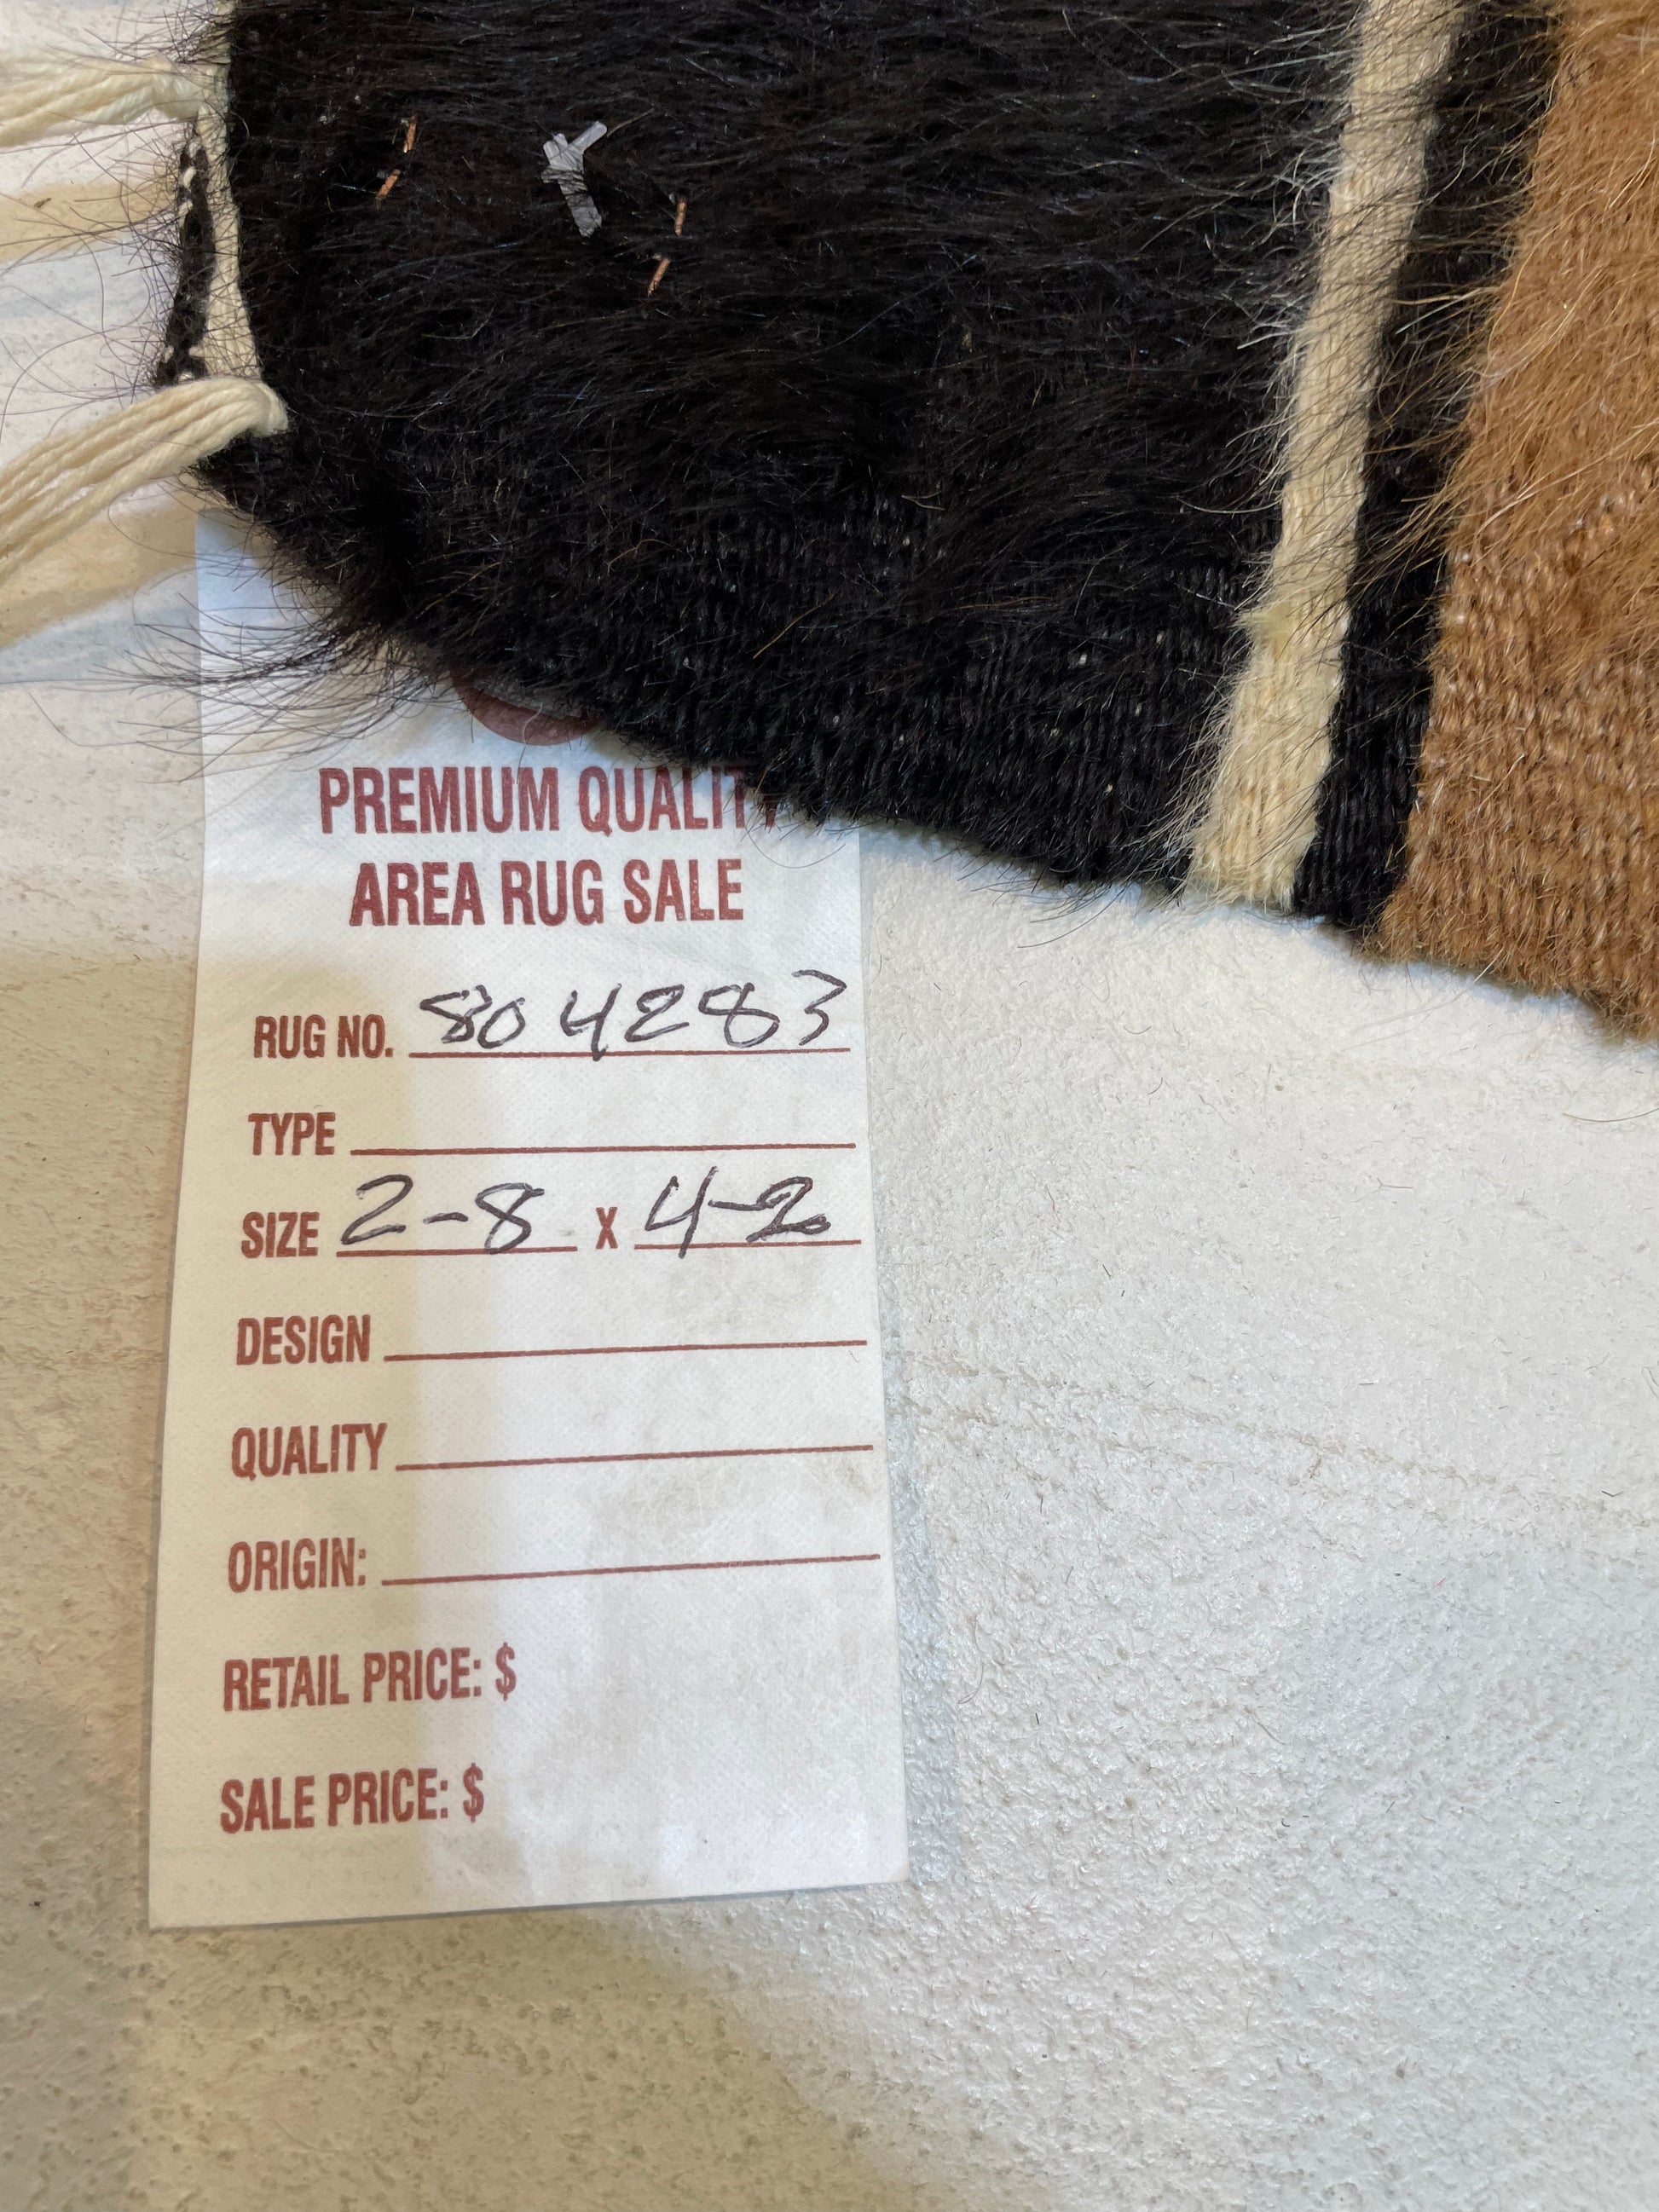 PREMIUM QUALITY
AREA RUG SALE
RUG NO. 804283
TYPE
SIZE 2-8 x 4-2
DESIGN
QUALITY
ORIGIN:
RETAIL PRICE: $
SALE PRICE: $